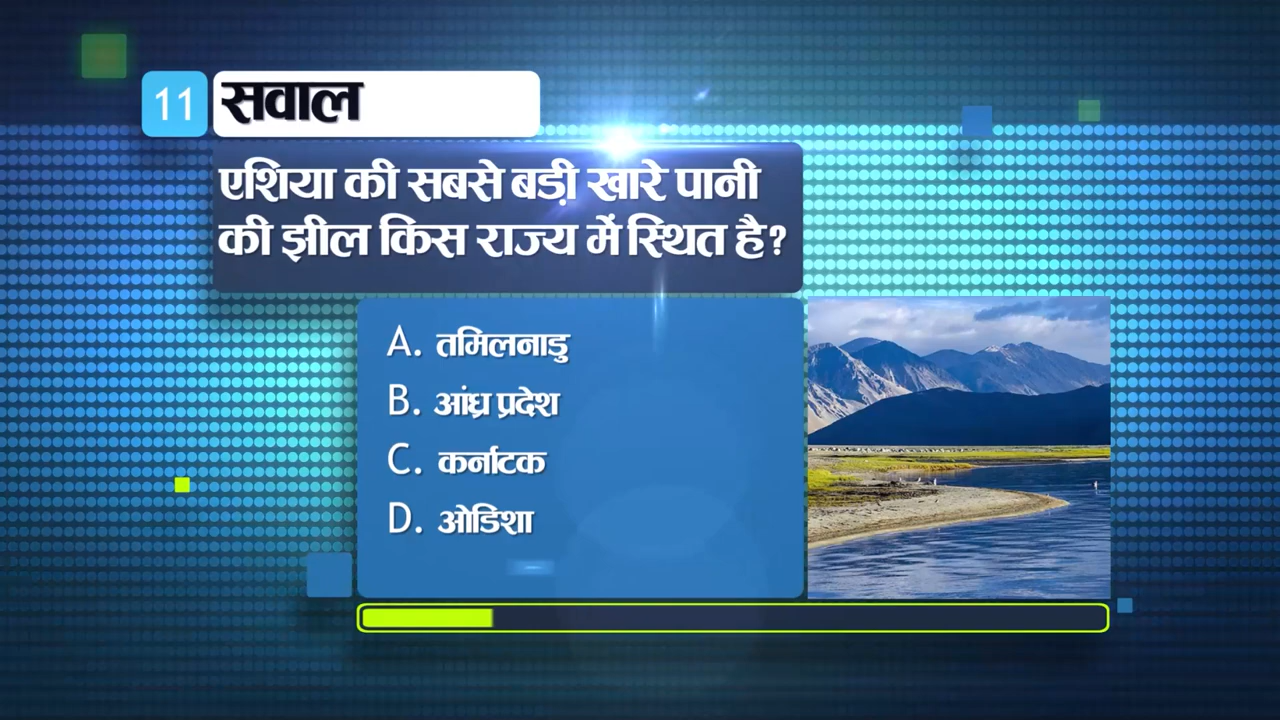 11 सवाल
एशिया की सबसे बड़ी खारे पानी
की झील किस राज्य में स्थित है?
A. तमिलनाडु
B. आंध्र प्रदेश
C. कर्नाटक
D. ओडिशा